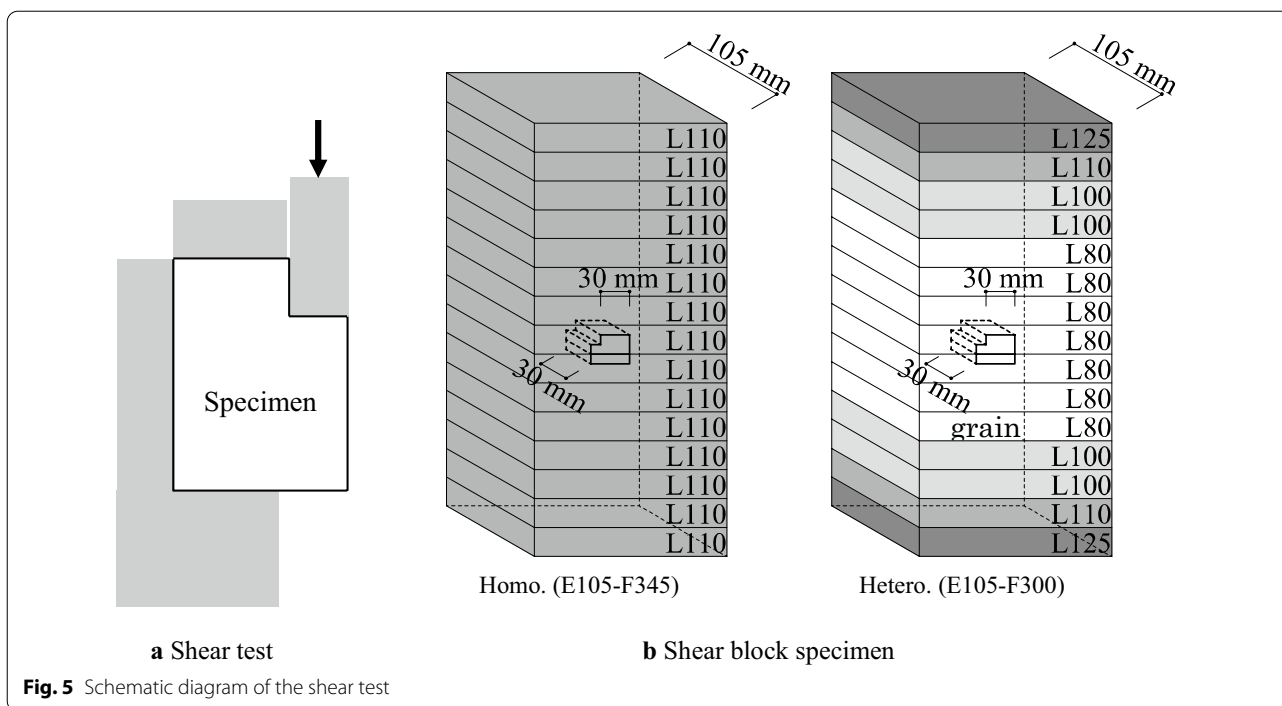 105 mm
L110
L110
L110
L110
L110
L110
30 mm
L110
L110
L110
30 mm
L110
L110
L110
L110
L110
L110
Homo. (E105-F345)
105 mm
L125
L110
L100
L100
L80
L80
30 mm
L80
L80
L80
30 mm
L80
L80
grain
L100
L100
L110
L125
Hetero. (E105-F300)
Specimen
a Shear test
b Shear block specimen
Fig. 5 Schematic diagram of the shear test